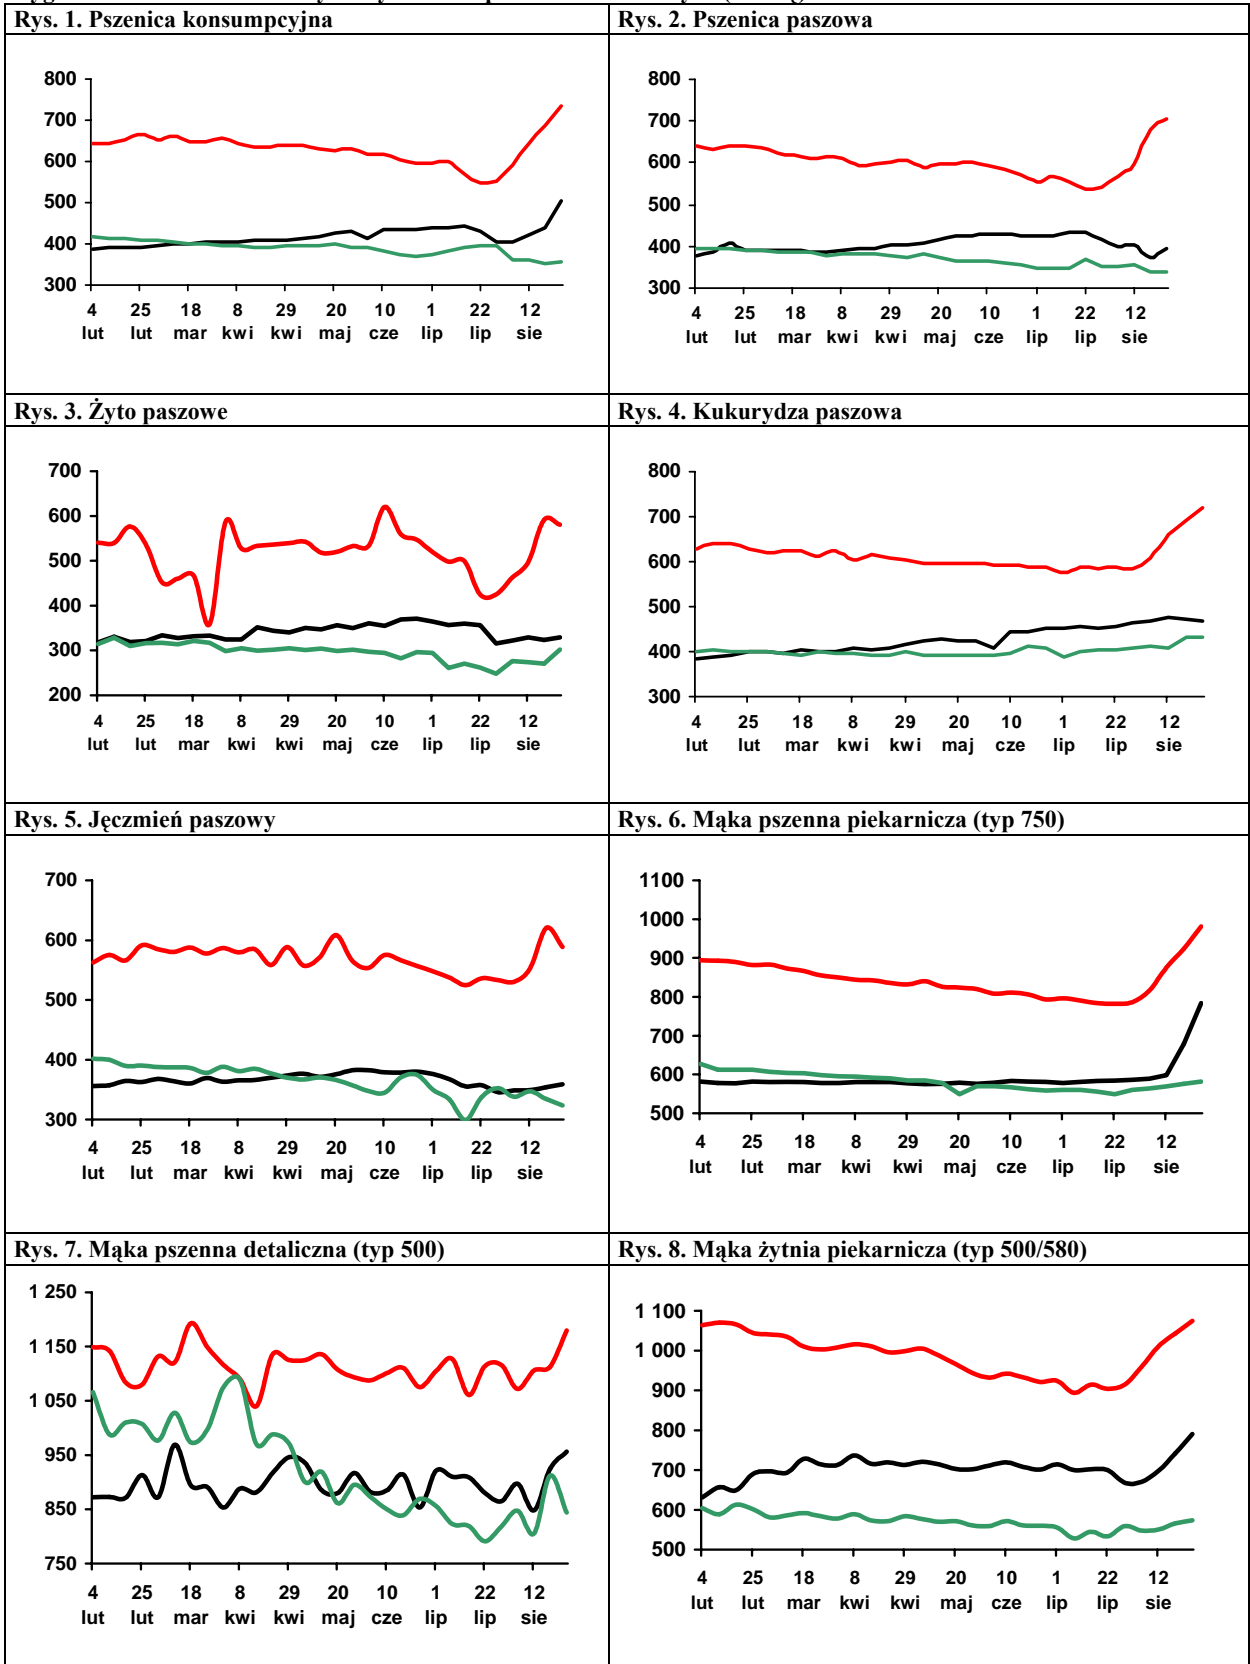 Rys. 1. Pszenica konsumpcyjna
800
700
600
500
400
300
4 25 18 8 29 20 10 1 22 12
lut lut mar kwi kwi maj cze lip lip sie
Rys. 2. Pszenica paszowa
800
700
600
500
400
300
4 25 18 8 29 20 10 1 22 12
lut lut mar kwi kwi maj cze lip lip sie
Rys. 3. Żyto paszowe
700
600
500
400
300
200
4 25 18 8 29 20 10 1 22 12
lut lut mar kwi kwi maj cze lip lip sie
Rys. 4. Kukurydza paszowa
800
700
600
500
400
300
4 25 18 8 29 20 10 1 22 12
lut lut mar kwi kwi maj cze lip lip sie
Rys. 5. Jęczmień paszowy
700
600
500
400
300
4 25 18 8 29 20 10 1 22 12
lut lut mar kwi kwi maj cze lip lip sie
Rys. 6. Mąka pszenna piekarnicza (typ 750)
1100
1000
900
800
700
600
500
4 25 18 8 29 20 10 1 22 12
lut lut mar kwi kwi maj cze lip lip sie
Rys. 7. Mąka pszenna detaliczna (typ 500)
1 250
1 150
1 050
950
850
750
4 25 18 8 29 20 10 1 22 12
lut lut mar kwi kwi maj cze lip lip sie
Rys. 8. Mąka żytnia piekarnicza (typ 500/580)
1 100
1 000
900
800
700
600
500
4 25 18 8 29 20 10 1 22 12
lut lut mar kwi kwi maj cze lip lip sie